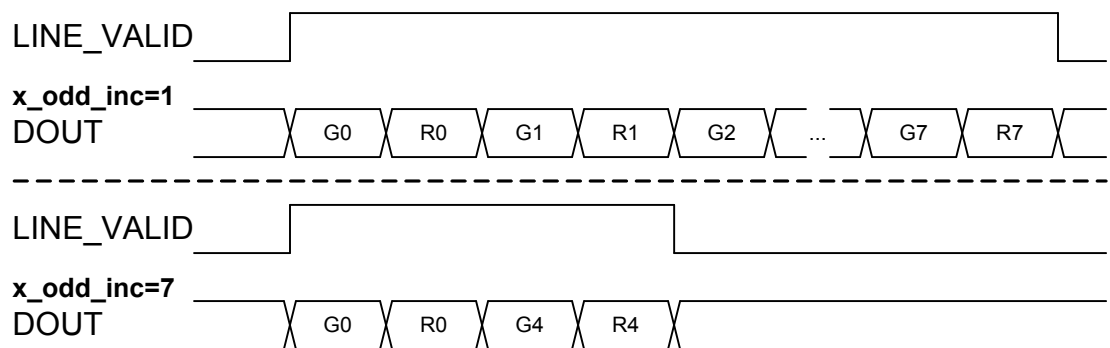 LINE_VALID
x_odd_inc=1
DOUT G0 R0 G1 R1 G2 ... G7 R7
LINE_VALID
x_odd_inc=7
DOUT G0 R0 G4 R4